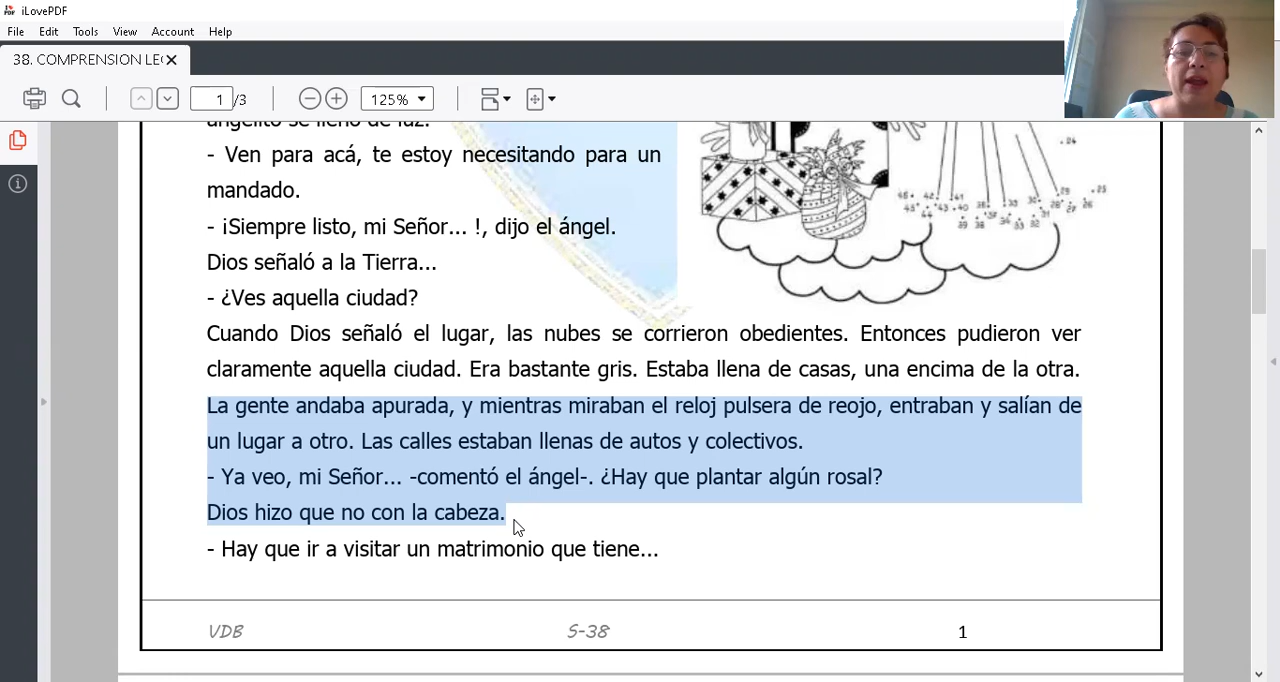 iLovePDF
File Edit Tools View Account Help
38. COMPRENSION LE
1 /3
125%
angelito se llenó de luz.
- Ven para acá, te estoy necesitando para un
mandado.
- ¡Siempre listo, mi Señor... !, dijo el ángel.
Dios señaló a la Tierra...
- ¿Ves aquella ciudad?
Cuando Dios señaló el lugar, las nubes se corrieron obedientes. Entonces pudieron ver
claramente aquella ciudad. Era bastante gris. Estaba llena de casas, una encima de la otra.
La gente andaba apurada, y mientras miraban el reloj pulsera de reojo, entraban y salían de
un lugar a otro. Las calles estaban llenas de autos y colectivos.
- Ya veo, mi Señor... -comentó el ángel-. ¿Hay que plantar algún rosal?
Dios hizo que no con la cabeza.
- Hay que ir a visitar un matrimonio que tiene...
VDB S-38 1